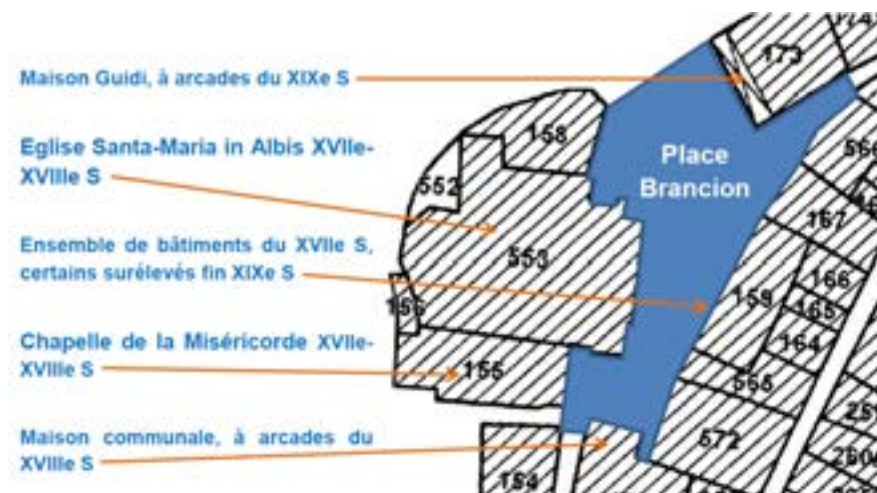 Maison Guidi, à arcades du XIXe S
Eglise Santa-Maria in Albis XVIIe-
XVIIIe S
Ensemble de bâtiments du XVIIe S,
certains surélevés fin XIXe S
Chapelle de la Miséricorde XVIIe-
XVIIIe S
Maison communale, à arcades du
XVIIIe S
Place
Brancion
173
158
552
553
156
155
154
167
166
165
164
159
565
572